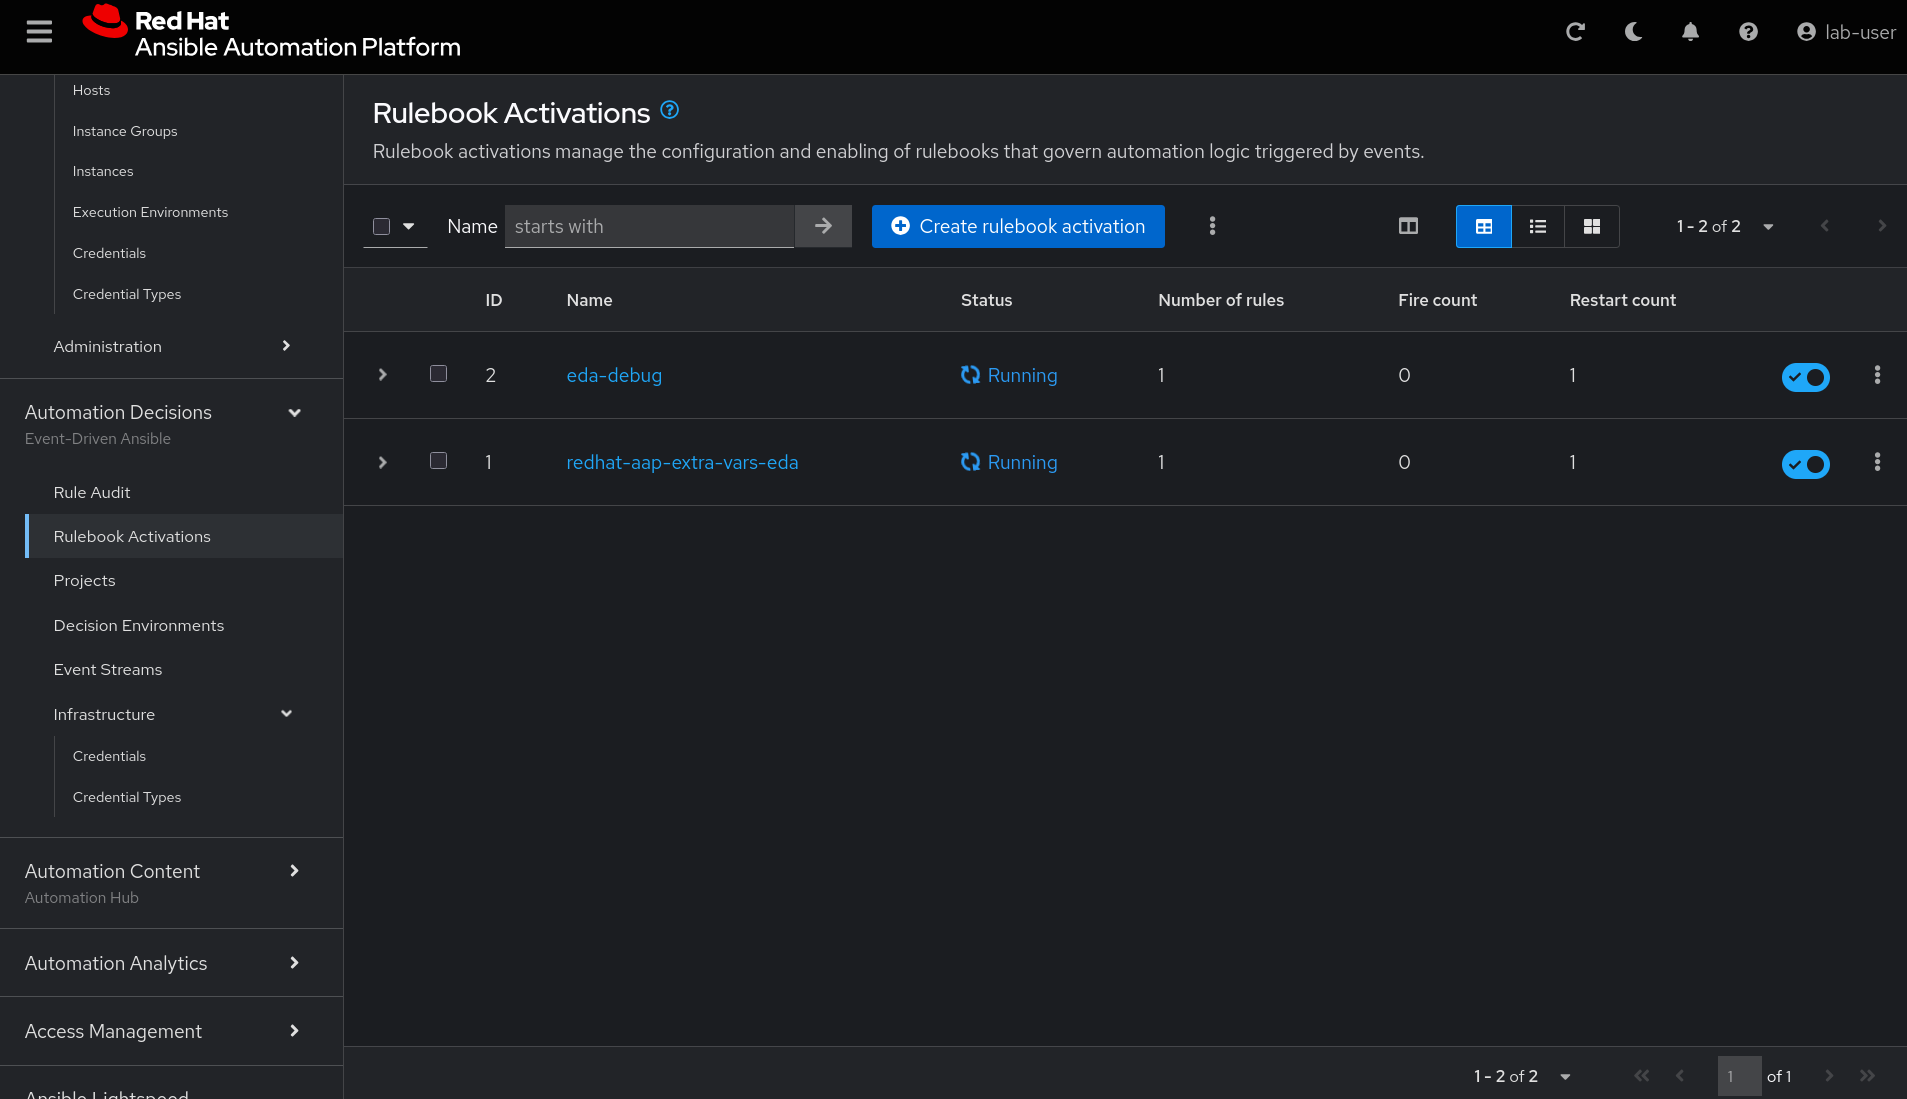 Red Hat
Ansible Automation Platform
lab-user
Hosts
Instance Groups
Instances
Execution Environments
Credentials
Credential Types
Administration
Automation Decisions
Event-Driven Ansible
Rule Audit
Rulebook Activations
Projects
Decision Environments
Event Streams
Infrastructure
Credentials
Credential Types
Automation Content
Automation Hub
Automation Analytics
Access Management
Ansible Lightspeed
Rulebook Activations
Rulebook activations manage the configuration and enabling of rulebooks that govern automation logic triggered by events.
Name starts with Create rulebook activation 1 - 2 of 2
ID Name Status Number of rules Fire count Restart count
2 eda-debug Running 1 0 1
1 redhat-aap-extra-vars-eda Running 1 0 1
1 - 2 of 2 1 of 1